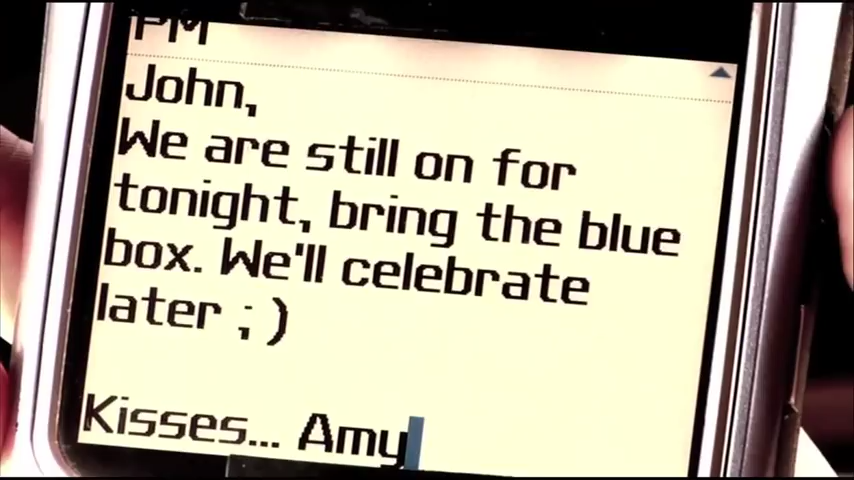 PM
John,
We are still on for
tonight, bring the blue
box. We'll celebrate
later ;)
Kisses... Amy